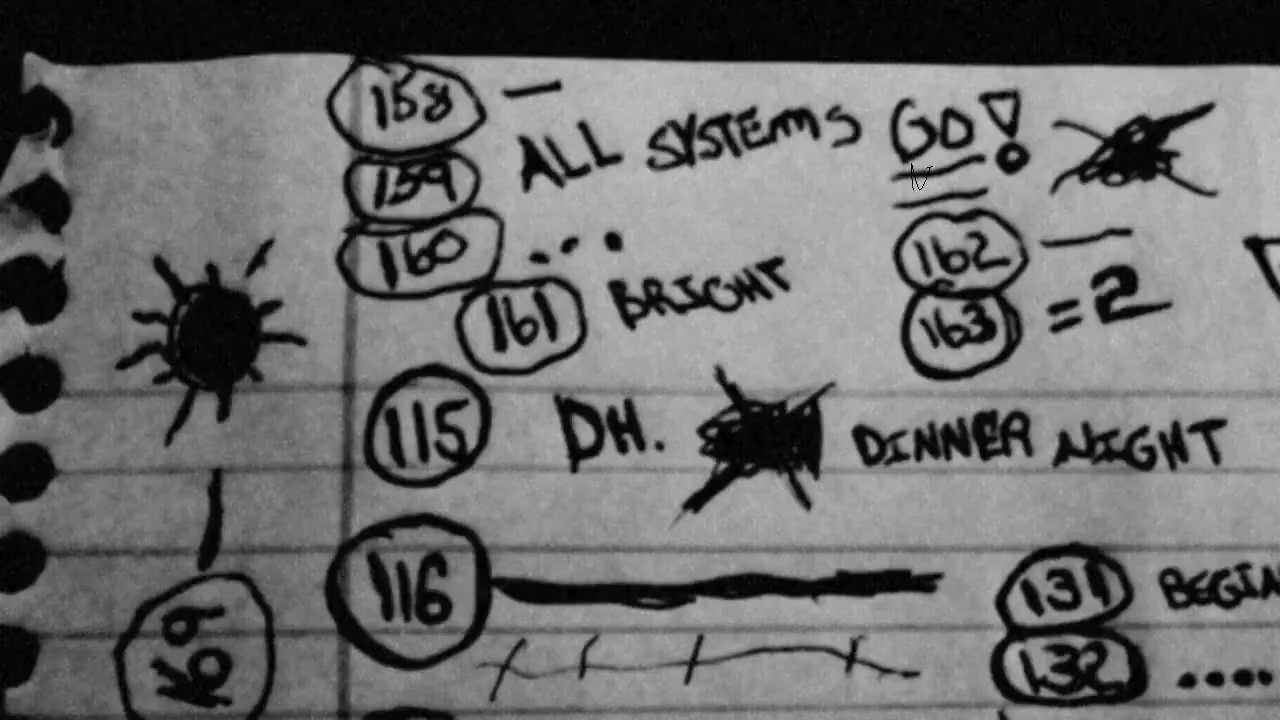 158 —
159 ALL SYSTEMS GO!
160 ...
161 BRIGHT
162 —
163 = 2
115 DH. DINNER NIGHT
116
131 BEGIN
132 ....
169